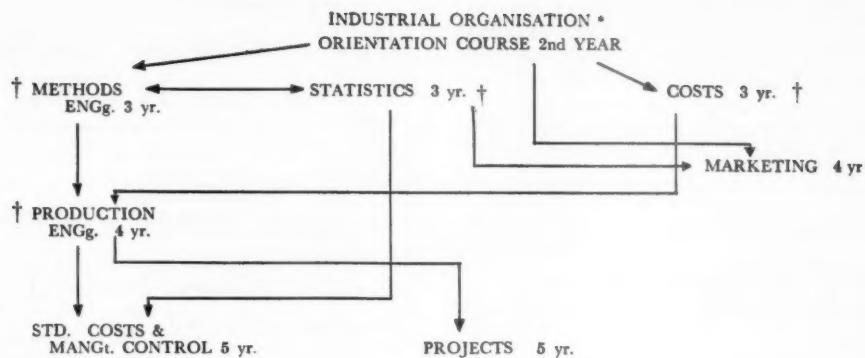 INDUSTRIAL ORGANISATION *
ORIENTATION COURSE 2nd YEAR
† METHODS
ENGg. 3 yr.
STATISTICS 3 yr. †
COSTS 3 yr. †
MARKETING 4 yr
† PRODUCTION
ENGg. 4 yr.
STD. COSTS &
MANGt. CONTROL 5 yr.
PROJECTS 5 yr.